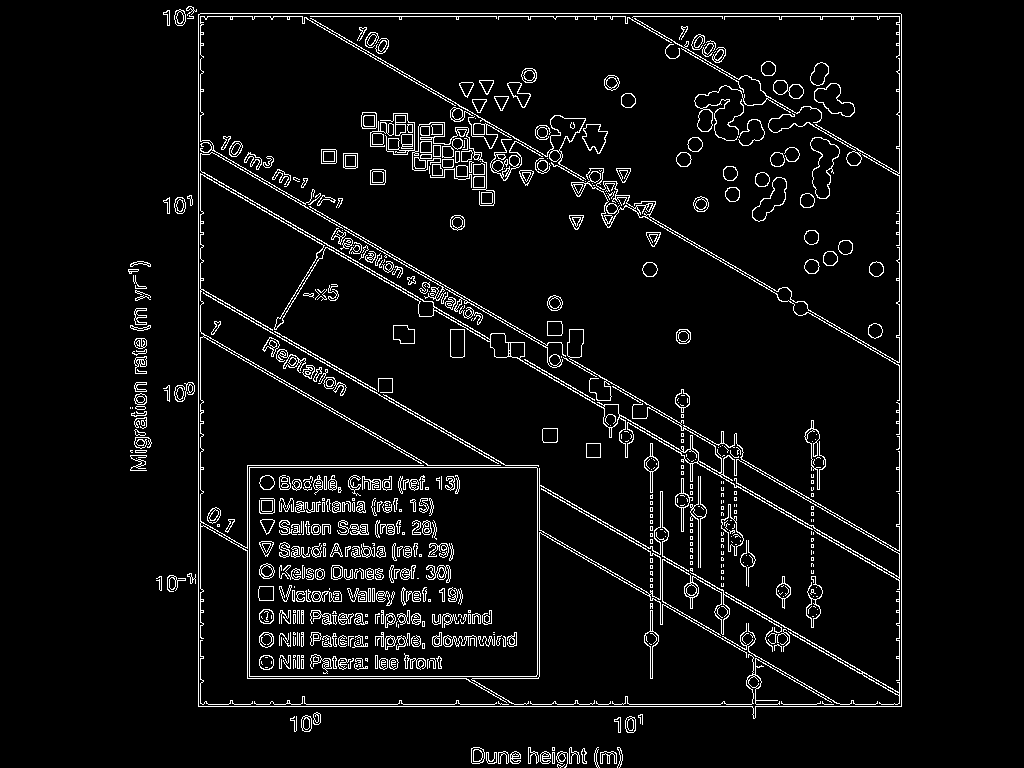 10²
100
1,000
10 m³ m⁻¹ yr⁻¹
10¹
Reptation + saltation
~x5
Migration rate (m yr⁻¹)
1
Reptation
10⁰
Bodélé, Chad (ref. 13)
Mauritania (ref. 15)
0.1
Salton Sea (ref. 28)
Saudi Arabia (ref. 29)
Kelso Dunes (ref. 30)
10⁻¹
Victoria Valley (ref. 19)
Nili Patera: ripple, upwind
Nili Patera: ripple, downwind
Nili Patera: lee front
10⁰
10¹
Dune height (m)